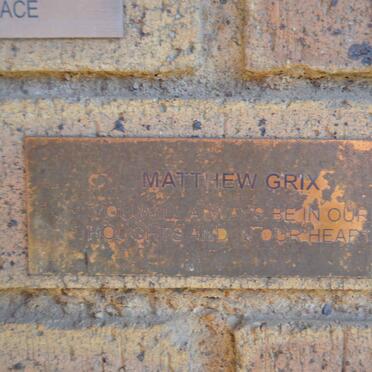 ACE
MATTHEW GRIX
YOU WILL ALWAYS BE IN OUR
THOUGHTS AND IN OUR HEART